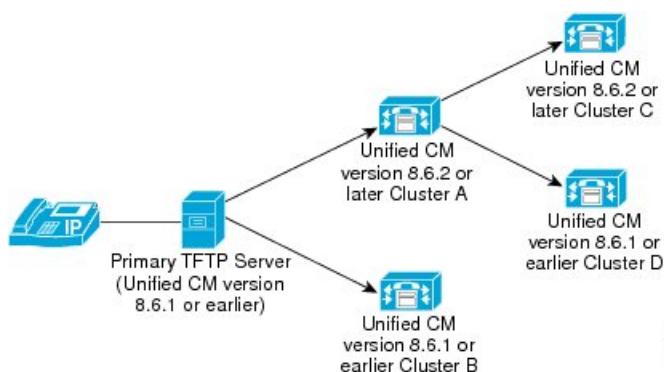 Unified CM
version 8.6.2 or
later Cluster C
Unified CM
version 8.6.2 or
later Cluster A
IP
Primary TFTP Server
(Unified CM version
8.6.1 or earlier)
Unified CM
version 8.6.1 or
earlier Cluster D
Unified CM
version 8.6.1 or
earlier Cluster B